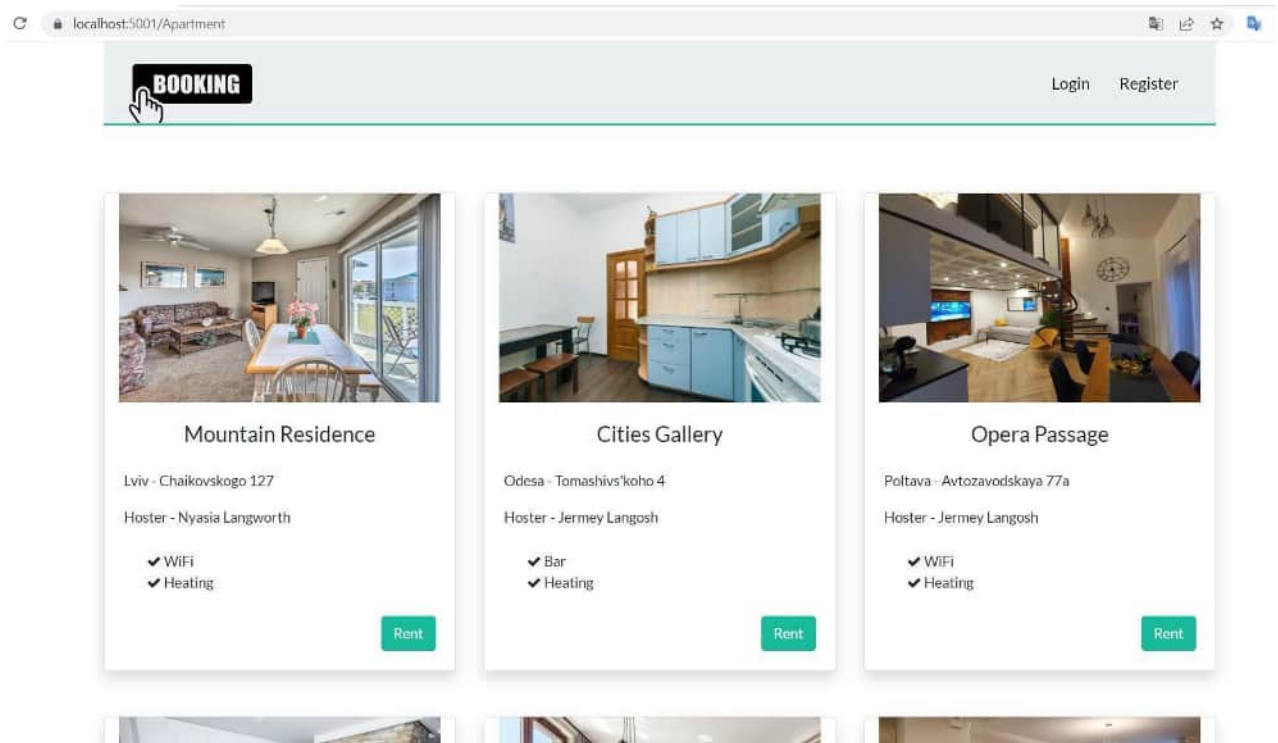 localhost:5001/Apartment
BOOKING
Login Register
Mountain Residence
Lviv - Chaikovskogo 127
Hoster - Nyasia Langworth
✔ WiFi
✔ Heating
Rent
Cities Gallery
Odesa - Tomashivs'koho 4
Hoster - Jermey Langosh
✔ Bar
✔ Heating
Rent
Opera Passage
Poltava - Avtozavodskaya 77a
Hoster - Jermey Langosh
✔ WiFi
✔ Heating
Rent